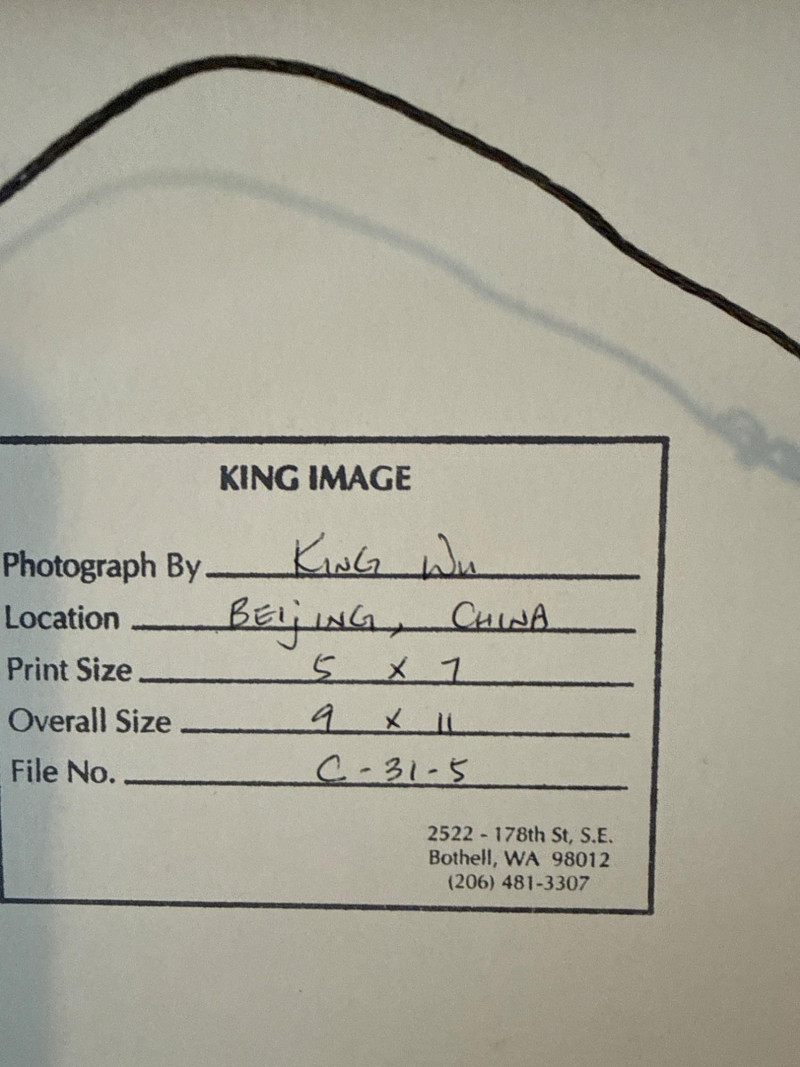 KING IMAGE
Photograph By KING WU
Location BEIjING, CHINA
Print Size 5 x 7
Overall Size 9 x 11
File No. C-31-5
2522 - 178th St, S.E.
Bothell, WA 98012
(206) 481-3307